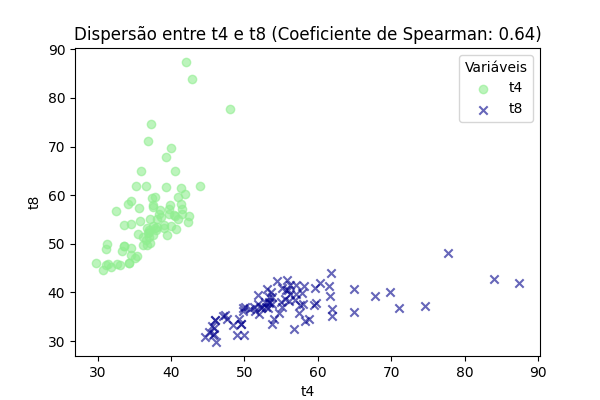 Dispersão entre t4 e t8 (Coeficiente de Spearman: 0.64)
90
80
70
60
50
40
30
t8
Variáveis
t4
t8
30 40 50 60 70 80 90
t4